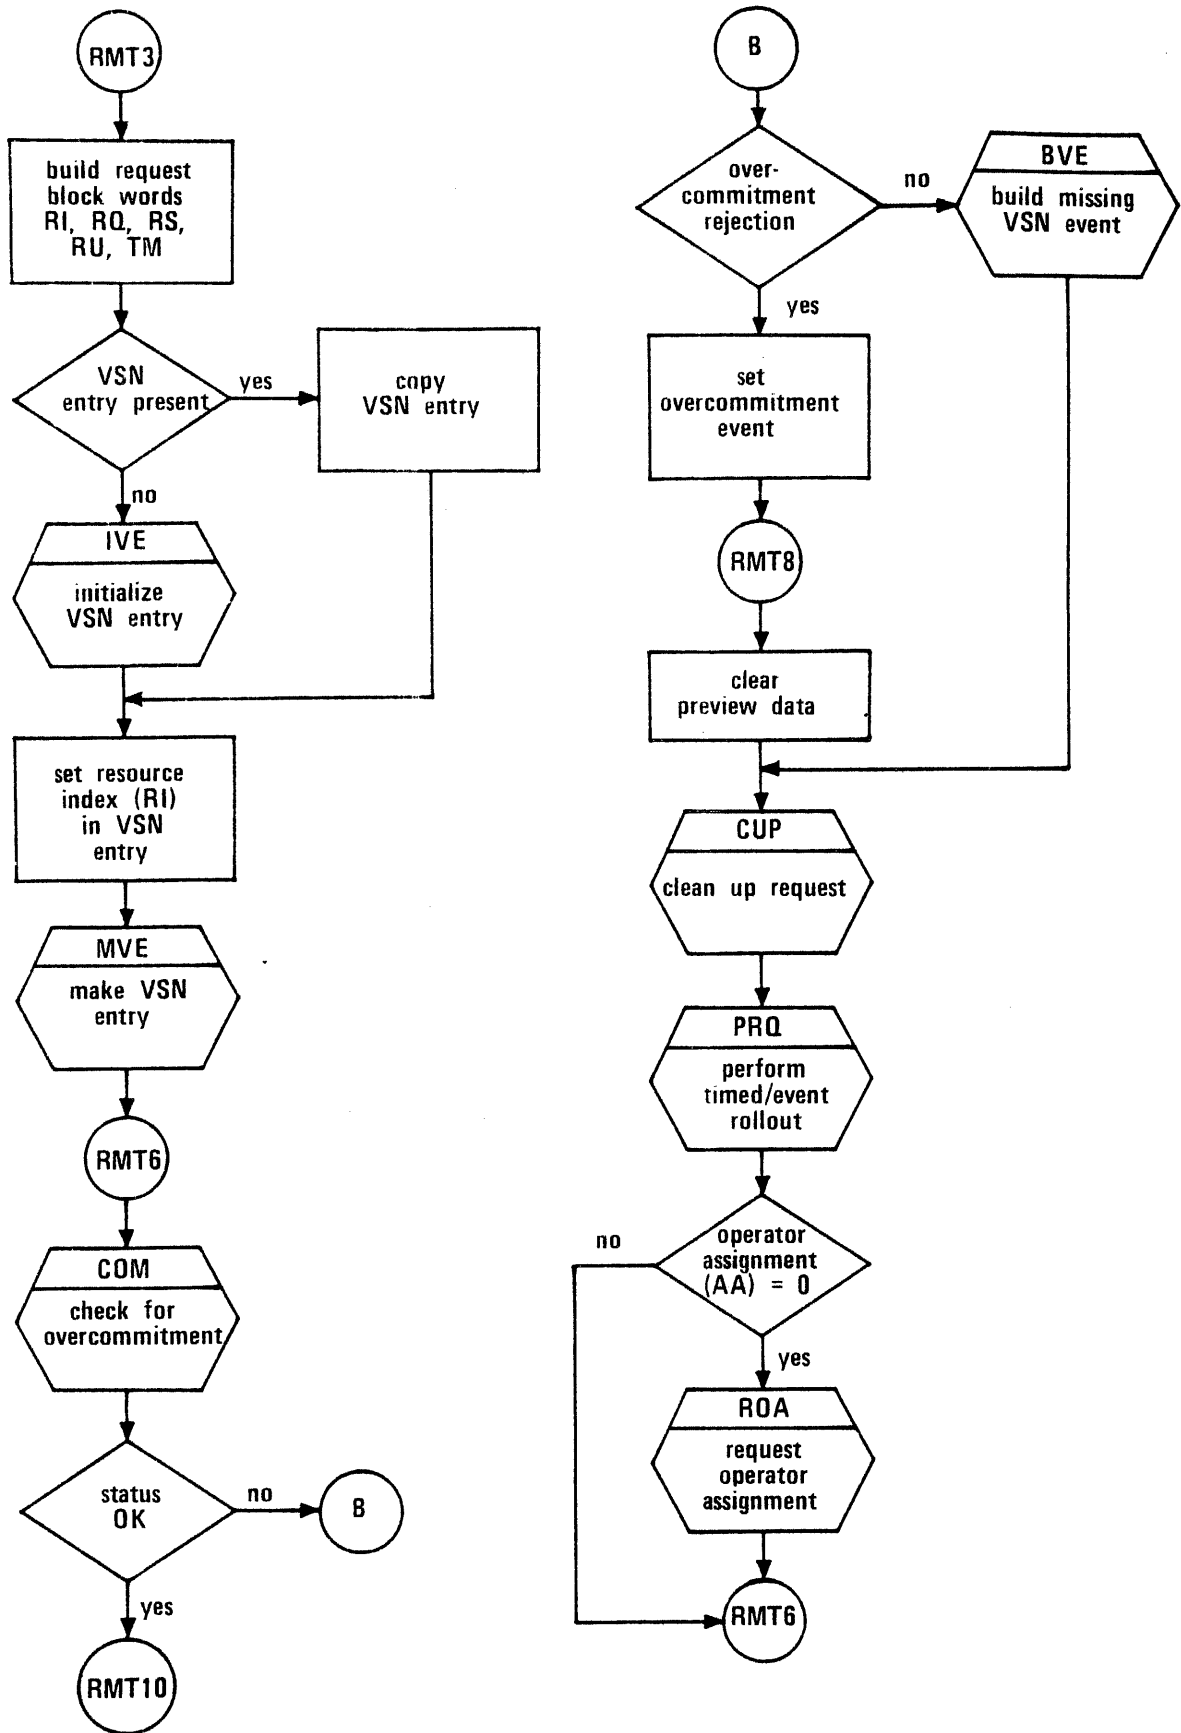 RMT3
build request
block words
RI, RQ, RS,
RU, TM
VSN
entry present
yes
copy
VSN entry
no
IVE
initialize
VSN entry
set resource
index (RI)
in VSN
entry
MVE
make VSN
entry
RMT6
COM
check for
overcommitment
status
OK
no
B
yes
RMT10
B
over-
commitment
rejection
no
BVE
build missing
VSN event
yes
set
overcommitment
event
RMT8
clear
preview data
CUP
clean up request
PRQ
perform
timed/event
rollout
operator
assignment
(AA) = 0
no
yes
ROA
request
operator
assignment
RMT6